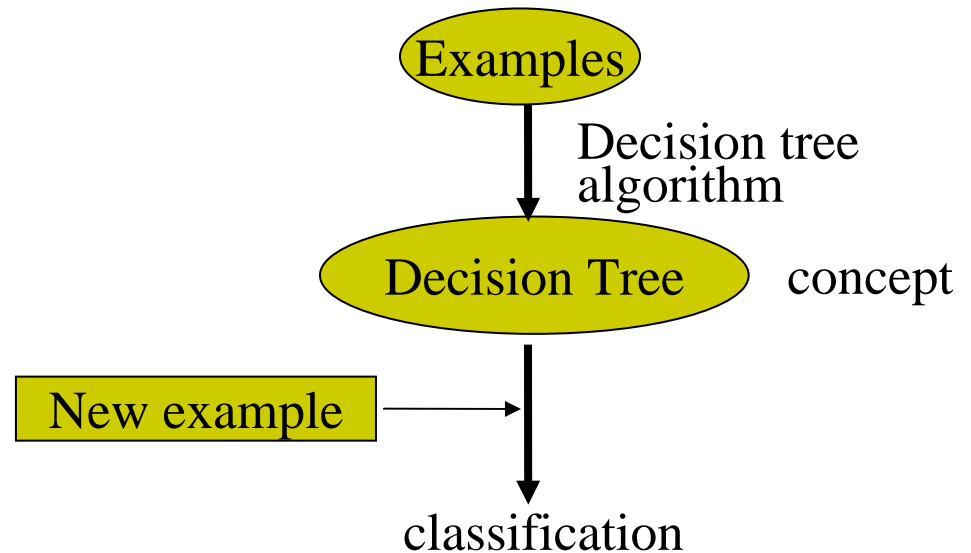 Examples
Decision tree
algorithm
Decision Tree
concept
New example
classification